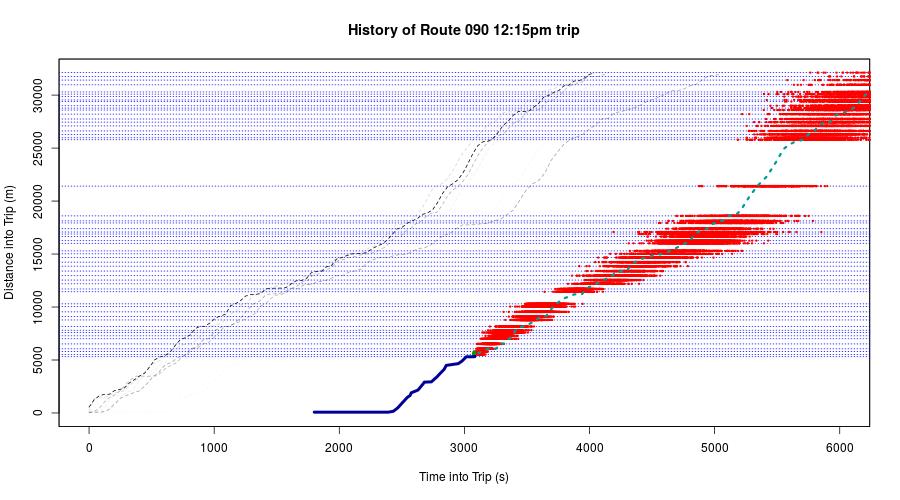 History of Route 090 12:15pm trip
Distance into Trip (m)
30000
25000
20000
15000
10000
5000
0
0 1000 2000 3000 4000 5000 6000
Time into Trip (s)